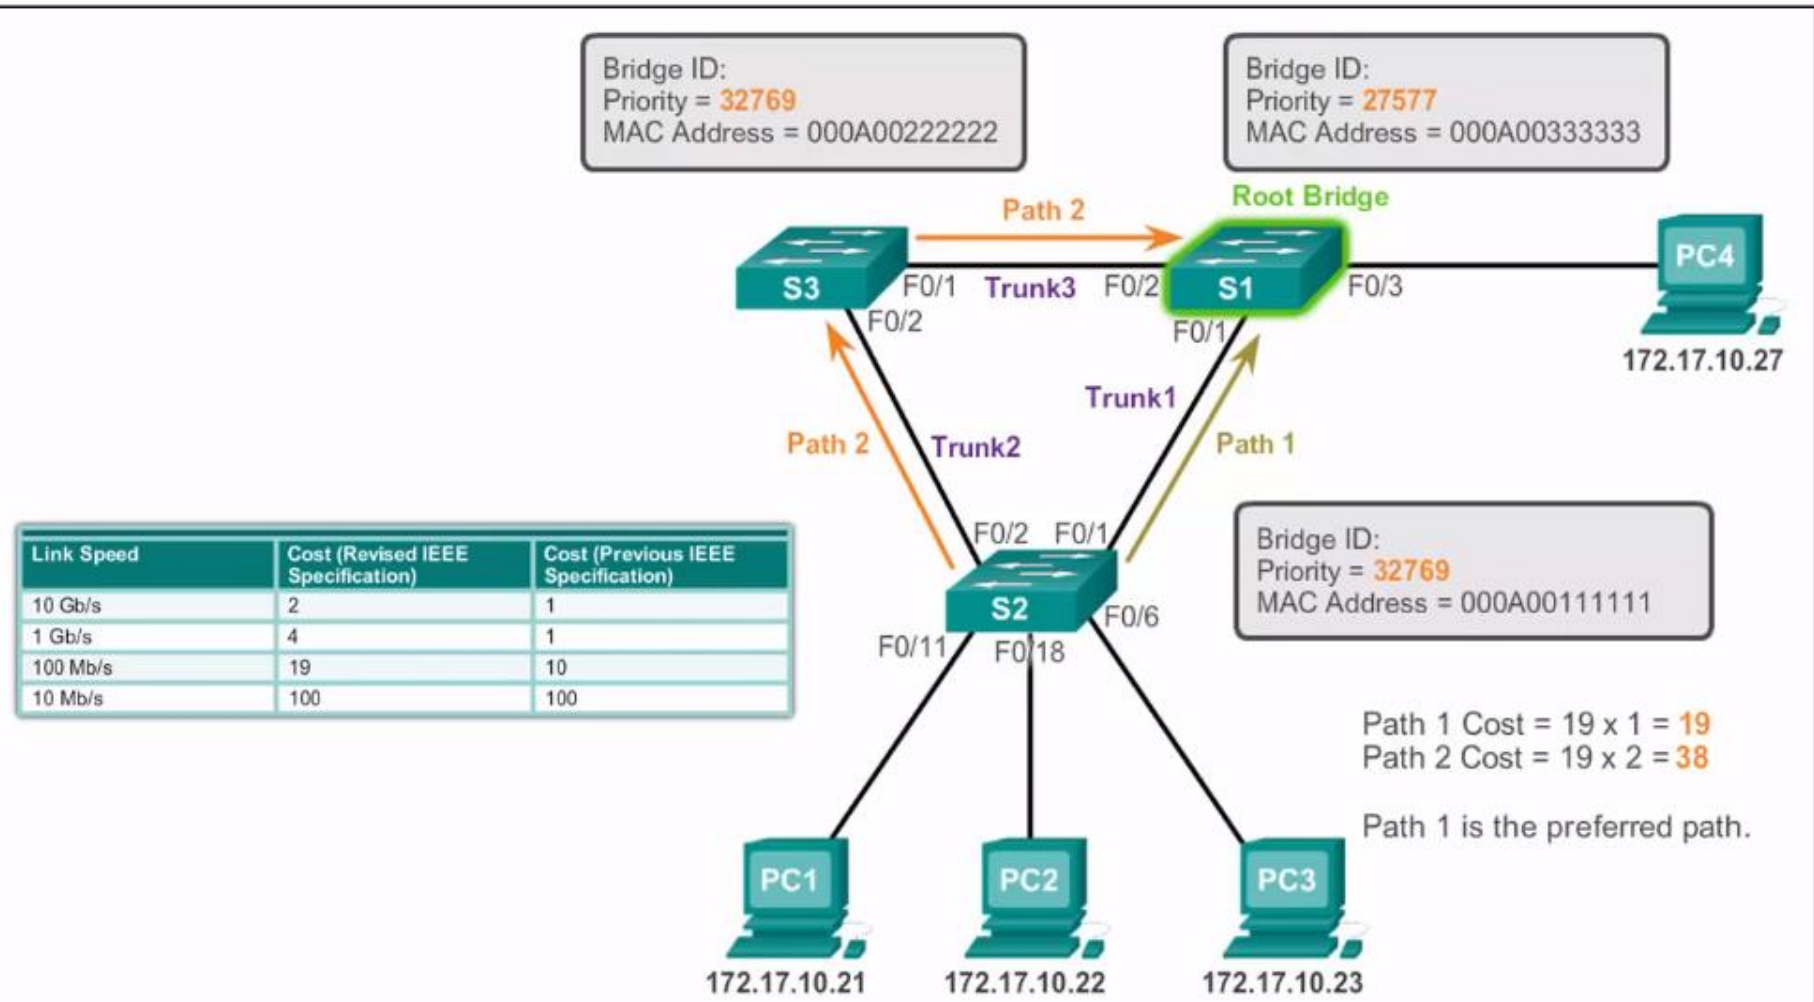 Bridge ID:
Priority = 32769
MAC Address = 000A00222222
Bridge ID:
Priority = 27577
MAC Address = 000A00333333
Root Bridge
Path 2
S3
F0/1
Trunk3
F0/2
S1
F0/3
PC4
F0/2
F0/1
172.17.10.27
Trunk1
Path 2
Trunk2
Path 1
Link Speed
Cost (Revised IEEE
Specification)
Cost (Previous IEEE
Specification)
10 Gb/s
2
1
1 Gb/s
4
1
100 Mb/s
19
10
10 Mb/s
100
100
F0/2
F0/1
S2
F0/6
F0/11
F0/18
Bridge ID:
Priority = 32769
MAC Address = 000A00111111
Path 1 Cost = 19 x 1 = 19
Path 2 Cost = 19 x 2 = 38
Path 1 is the preferred path.
PC1
PC2
PC3
172.17.10.21
172.17.10.22
172.17.10.23